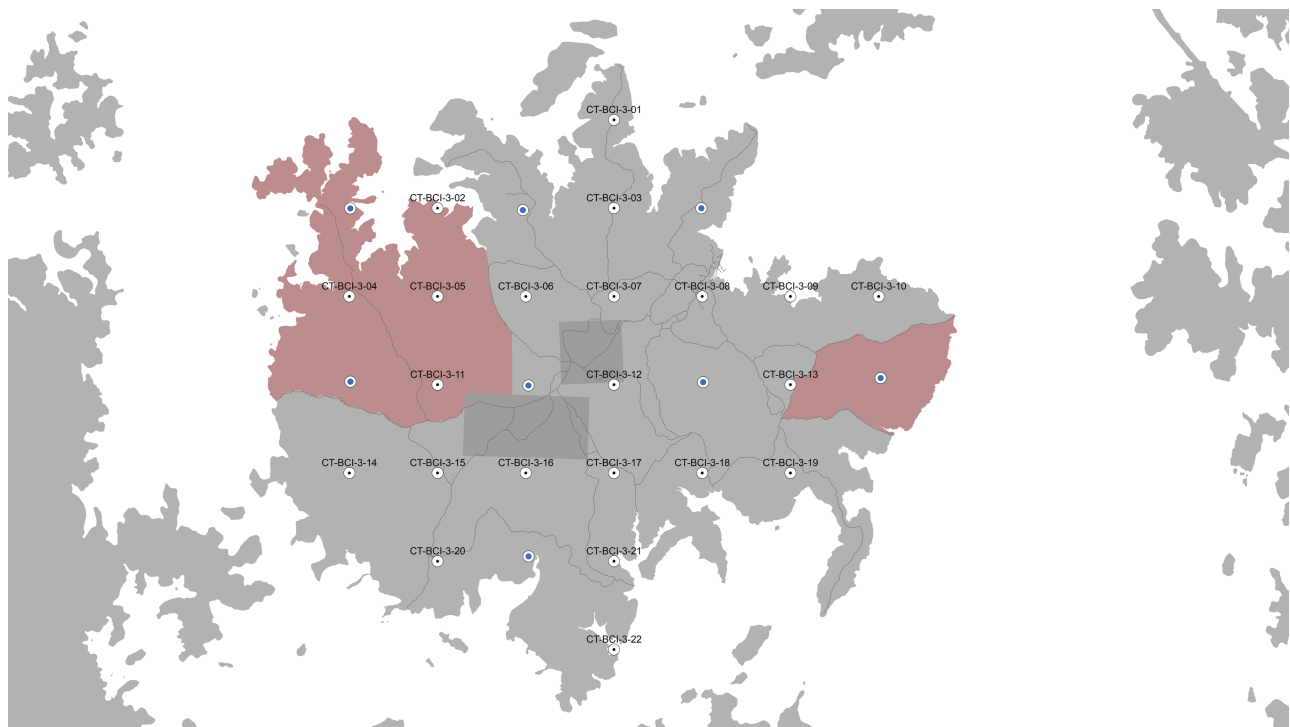 CT-BCI-3-01
CT-BCI-3-02
CT-BCI-3-03
CT-BCI-3-04
CT-BCI-3-05
CT-BCI-3-06
CT-BCI-3-07
CT-BCI-3-08
CT-BCI-3-09
CT-BCI-3-10
CT-BCI-3-11
CT-BCI-3-12
CT-BCI-3-13
CT-BCI-3-14
CT-BCI-3-15
CT-BCI-3-16
CT-BCI-3-17
CT-BCI-3-18
CT-BCI-3-19
CT-BCI-3-20
CT-BCI-3-21
CT-BCI-3-22